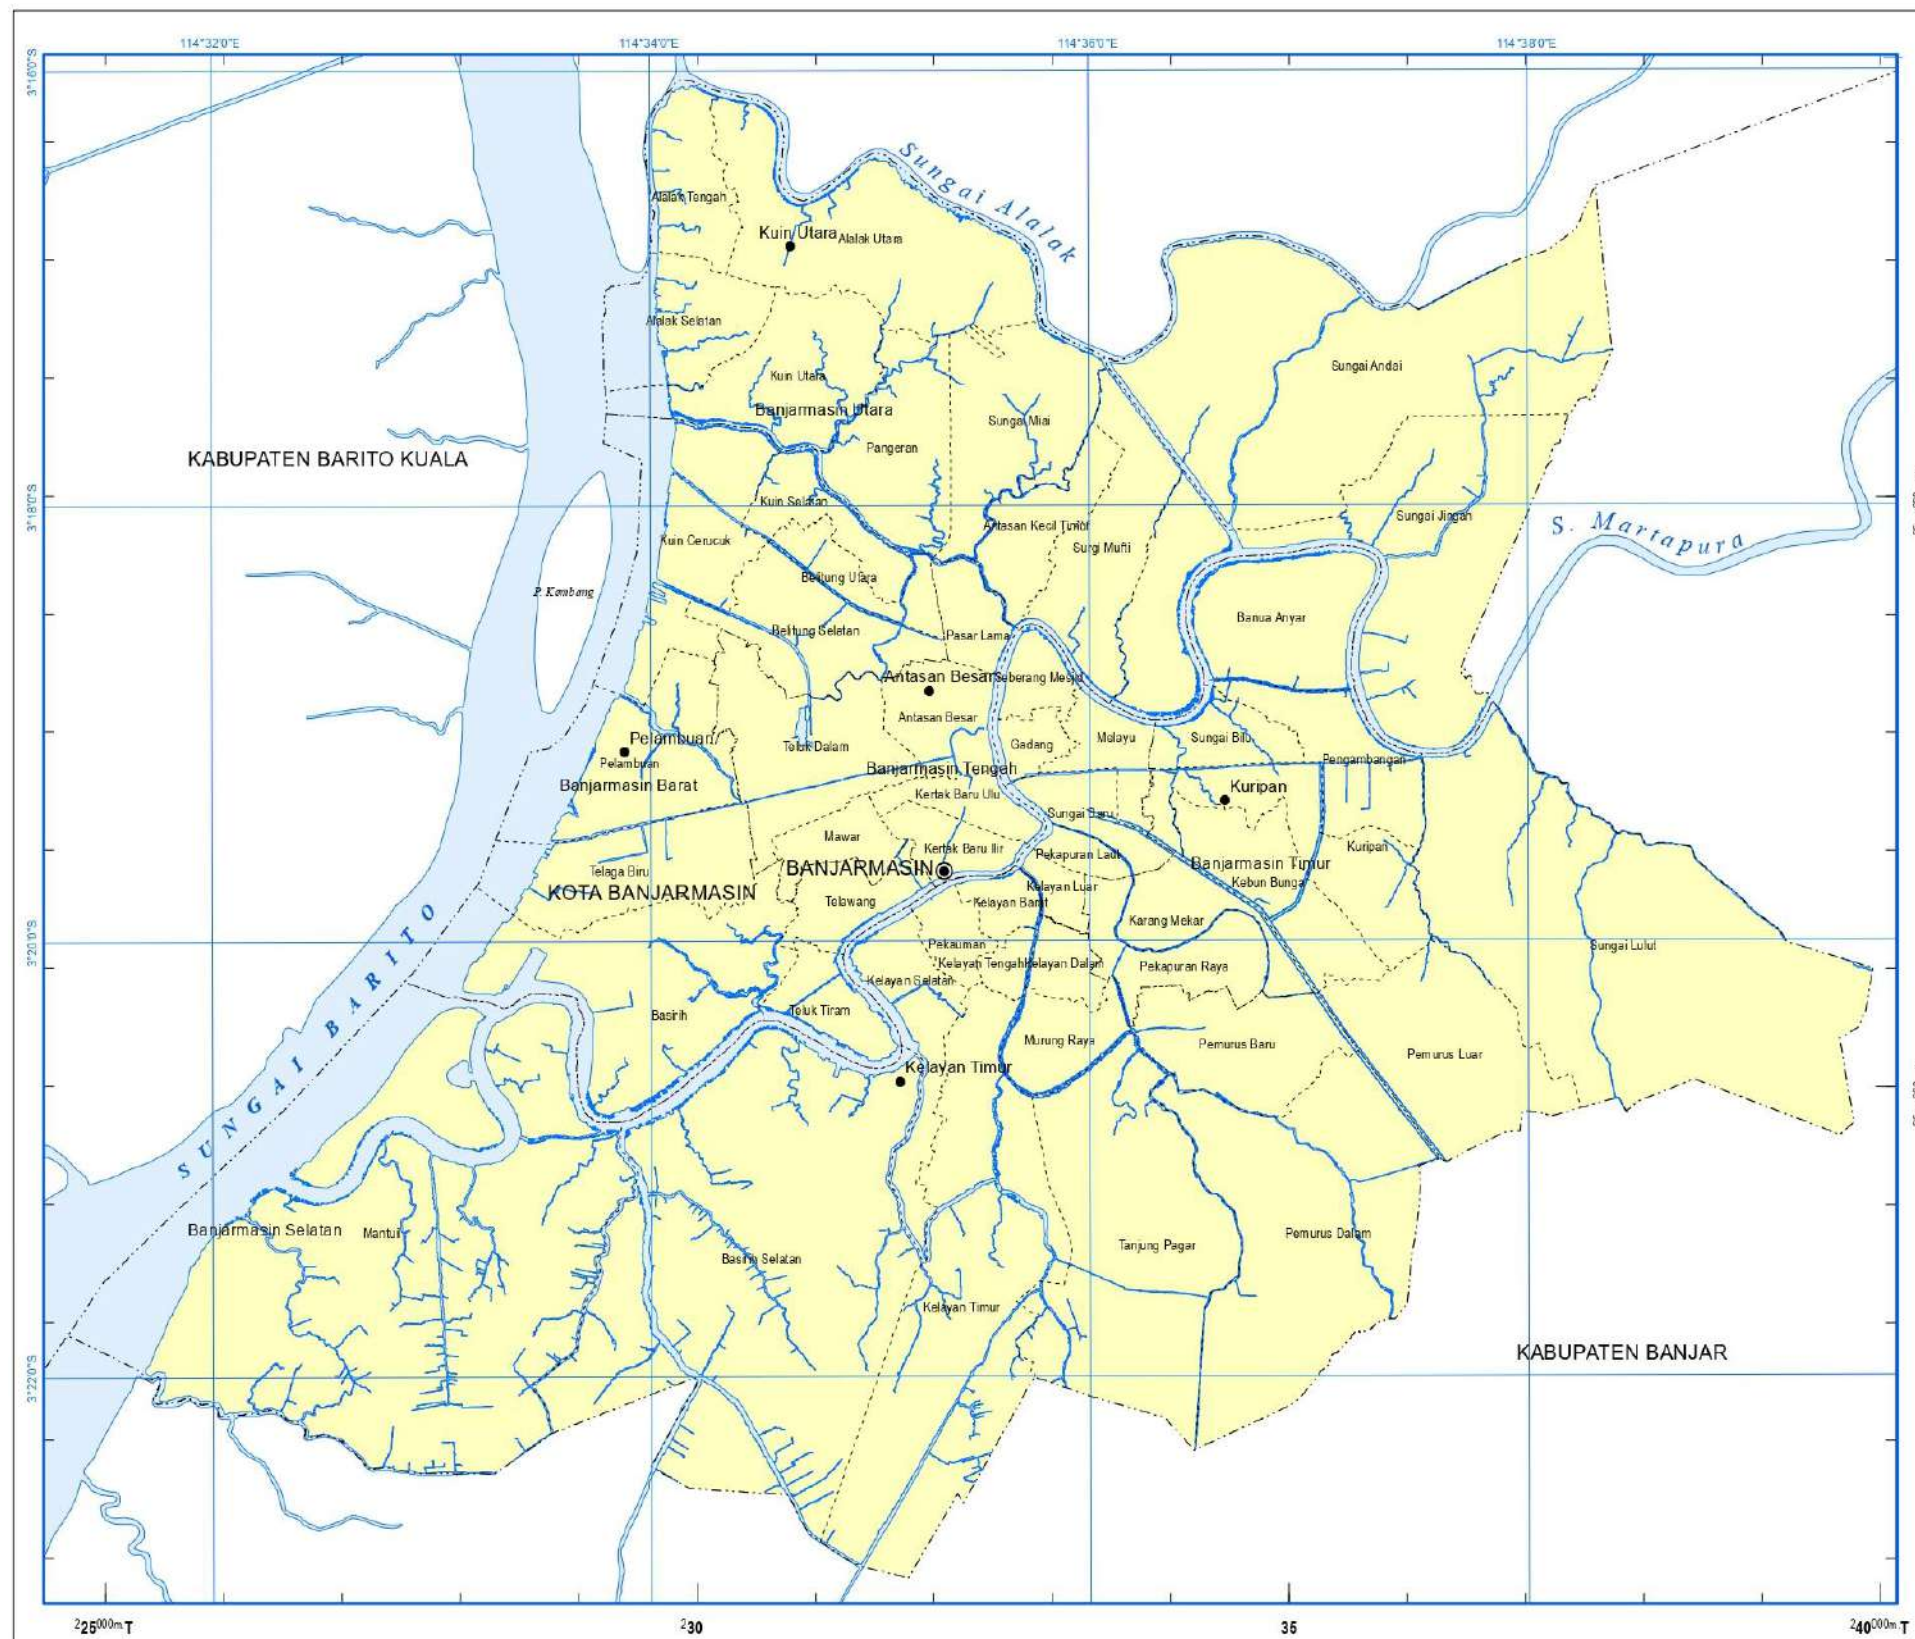 114°32'0"E
114°34'0"E
114°36'0"E
114°38'0"E
3°16'0"S
Sungai Alalak
Alalak Tengah
Kuin Utara
Alalak Utara
Alalak Selatan
Sungai Andai
Kuin Utara
Banjarmasin Utara
Sungai Miai
Pangeran
KABUPATEN BARITO KUALA
3°18'0"S
Kuin Selatan
Sungai Jingah
Antasan Kecil Timur
S. Martapura
Kuin Cerucuk
Surgi Mufti
Belitung Utara
P. Kembang
Banua Anyar
Belitung Selatan
Pasar Lama
Antasan Besar
Seberang Mesjid
Antasan Besar
Pelambuan
Teluk Dalam
Gadang
Melayu
Sungai Bilu
Pelambuan
Pengambangan
Banjarmasin Tengah
Banjarmasin Barat
Kertak Baru Ulu
Kuripan
Sungai Baru
Mawar
Kertak Baru Ilir
Pekapuran Laut
Kuripan
BANJARMASIN
Banjarmasin Timur
Telaga Biru
Kelayan Luar
Kebun Bunga
KOTA BANJARMASIN
Telawang
Kelayan Barat
Karang Mekar
SUNGAI BARITO
3°20'0"S
Pekauman
Sungai Lulut
Kelayan Tengah
Kelayan Dalam
Pekapuran Raya
Kelayan Selatan
Basirih
Teluk Tiram
Murung Raya
Pemurus Baru
Pemurus Luar
Kelayan Timur
Banjarmasin Selatan
Mantuil
Basirih Selatan
Tanjung Pagar
Pemurus Dalam
Kelayan Timur
KABUPATEN BANJAR
3°22'0"S
225000m.T
230
35
240000m.T